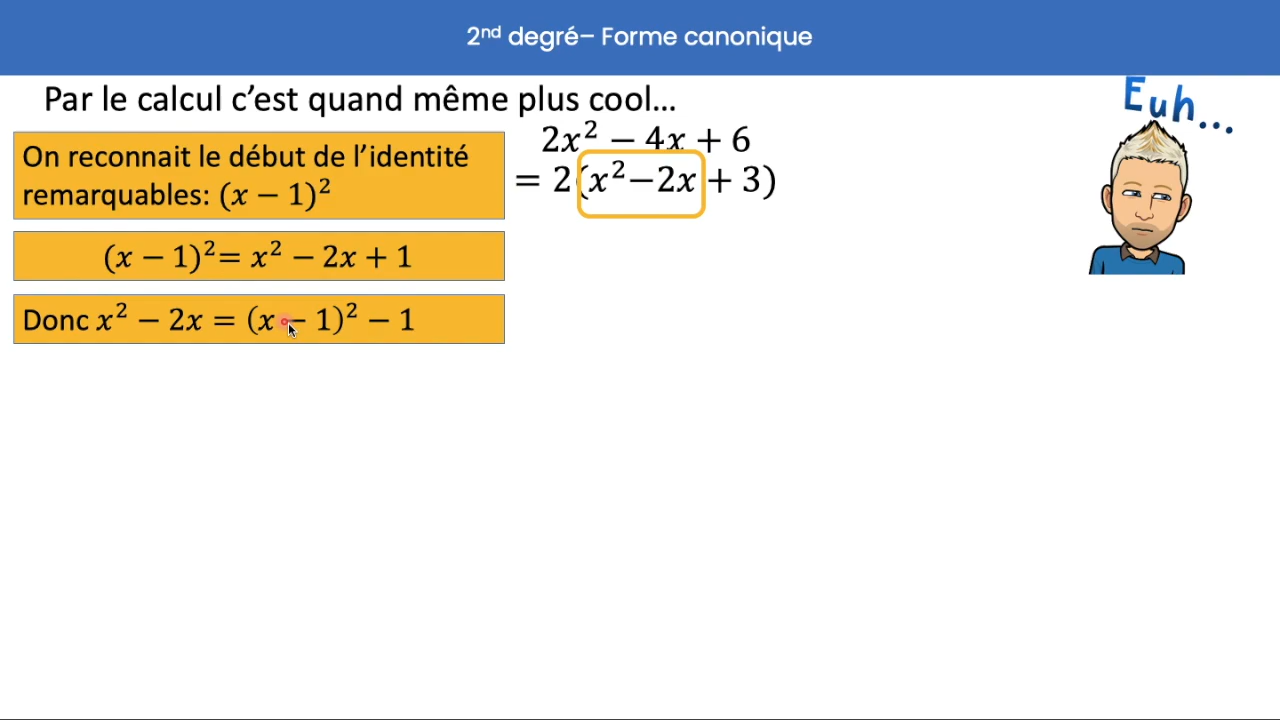 2ⁿᵈ degré– Forme canonique
Par le calcul c’est quand même plus cool...
Euh...
On reconnait le début de l’identité
remarquables: (x − 1)²
(x − 1)²= x² − 2x + 1
Donc x² − 2x = (x − 1)² − 1
2x² − 4x + 6
= 2(x²−2x + 3)